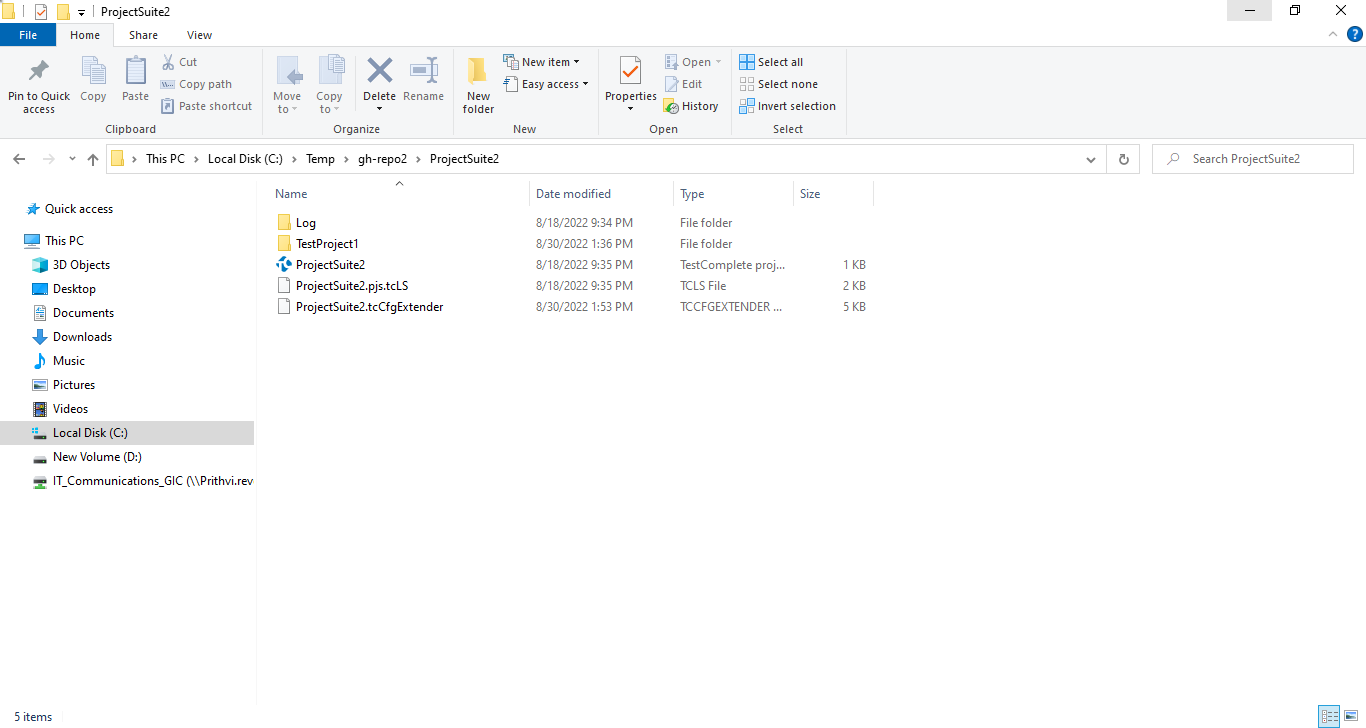 ProjectSuite2
File Home Share View
Pin to Quick access
Copy
Paste
Cut
Copy path
Paste shortcut
Clipboard
Move to
Copy to
Delete
Rename
Organize
New folder
New item
Easy access
New
Properties
Open
Edit
History
Open
Select all
Select none
Invert selection
Select
This PC > Local Disk (C:) > Temp > gh-repo2 > ProjectSuite2
Search ProjectSuite2
Quick access
This PC
3D Objects
Desktop
Documents
Downloads
Music
Pictures
Videos
Local Disk (C:)
New Volume (D:)
IT_Communications_GIC (\\Prithvi.rev
Name Date modified Type Size
Log 8/18/2022 9:34 PM File folder
TestProject1 8/30/2022 1:36 PM File folder
ProjectSuite2 8/18/2022 9:35 PM TestComplete proj... 1 KB
ProjectSuite2.pjs.tcLS 8/18/2022 9:35 PM TCLS File 2 KB
ProjectSuite2.tcCfgExtender 8/30/2022 1:53 PM TCCFGEXTENDER ... 5 KB
5 items